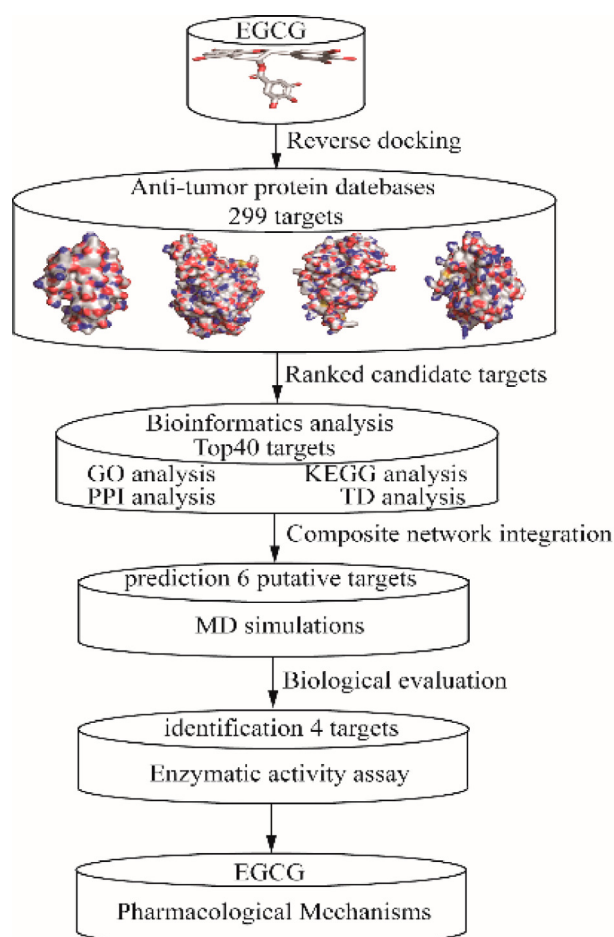 EGCG
Reverse docking
Anti-tumor protein datebases
299 targets
Ranked candidate targets
Bioinformatics analysis
Top40 targets
GO analysis KEGG analysis
PPI analysis TD analysis
Composite network integration
prediction 6 putative targets
MD simulations
Biological evaluation
identification 4 targets
Enzymatic activity assay
EGCG
Pharmacological Mechanisms